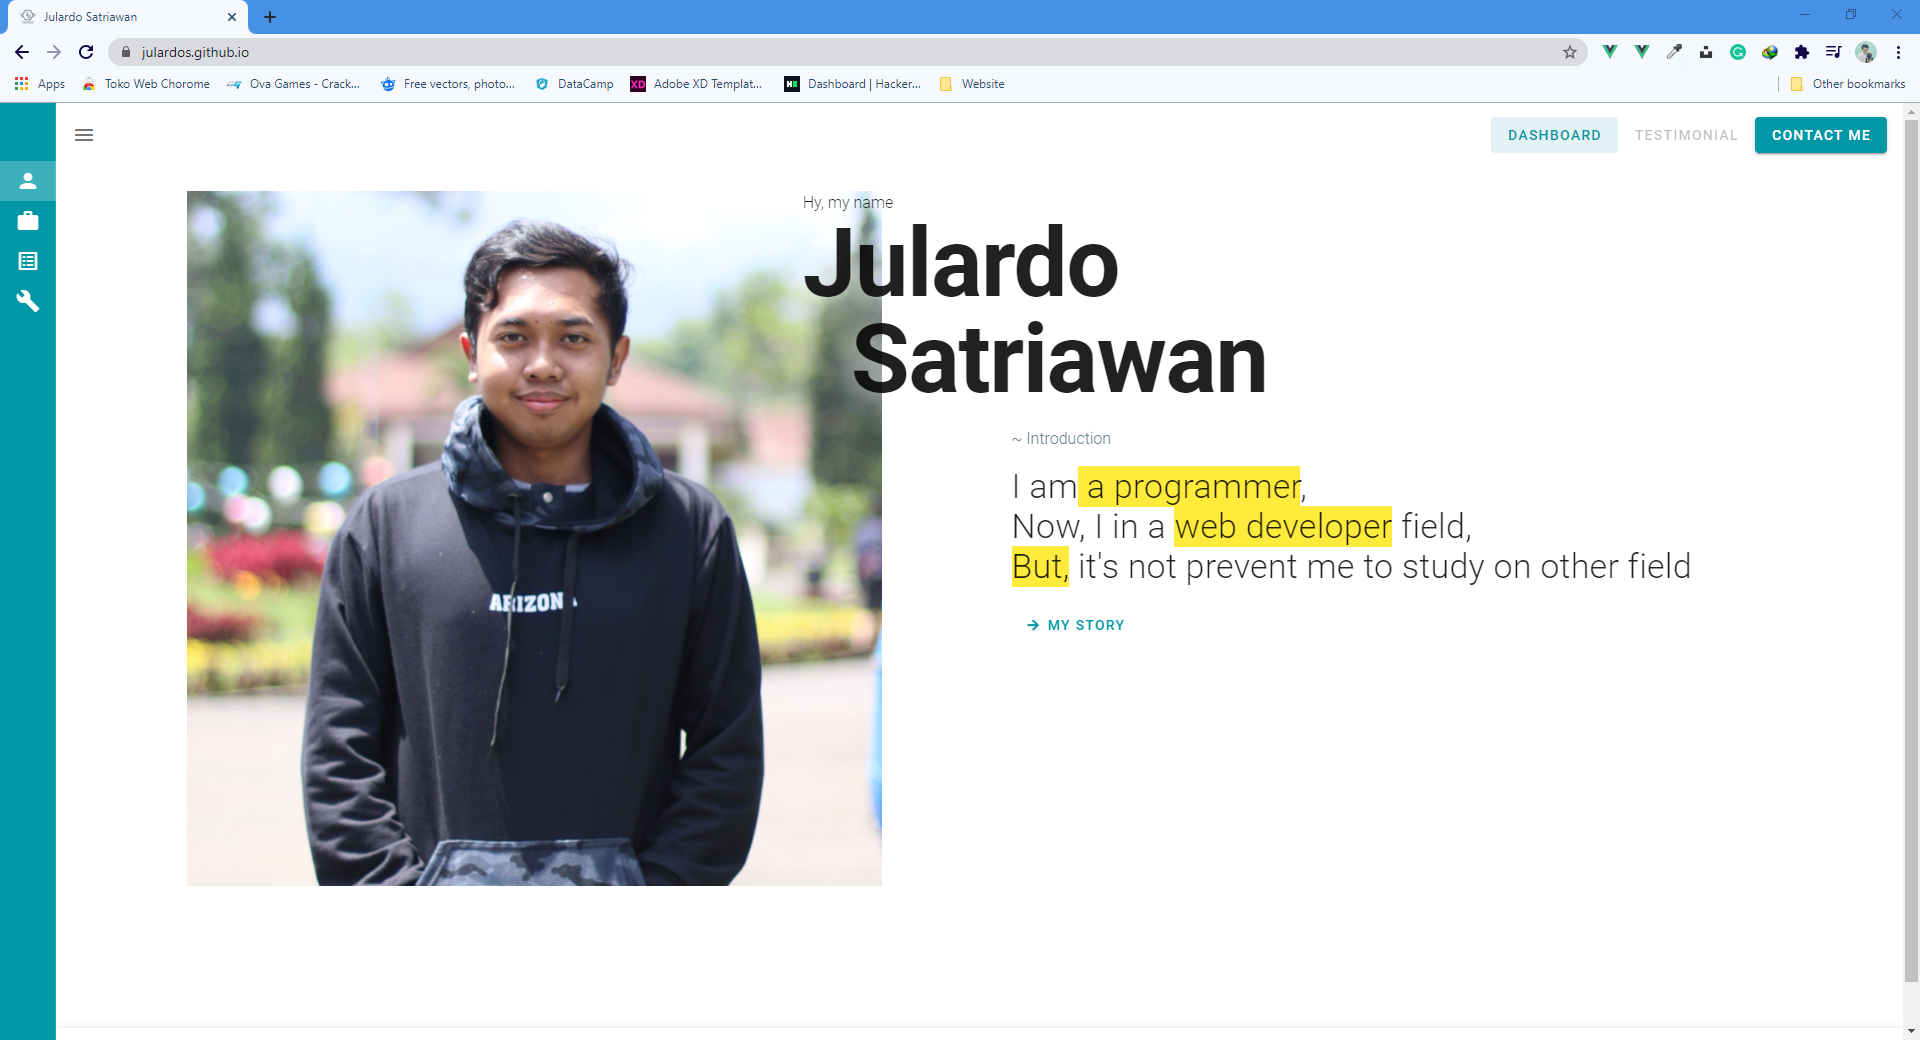 Julardo Satriawan
julardos.github.io
Apps Toko Web Chorome Ova Games - Crack... Free vectors, photo... DataCamp XD Adobe XD Templat... Dashboard | Hacker... Website Other bookmarks
DASHBOARD TESTIMONIAL CONTACT ME
Hy, my name
Julardo
Satriawan
~ Introduction
I am a programmer,
Now, I in a web developer field,
But, it's not prevent me to study on other field
→ MY STORY
ARIZONA